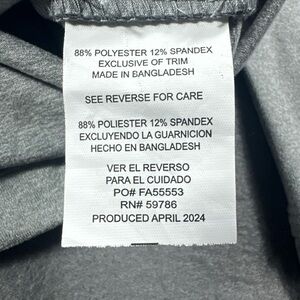 88% POLYESTER 12% SPANDEX
EXCLUSIVE OF TRIM
MADE IN BANGLADESH
SEE REVERSE FOR CARE
88% POLIESTER 12% SPANDEX
EXCLUYENDO LA GUARNICION
HECHO EN BANGLADESH
VER EL REVERSO
PARA EL CUIDADO
PO# FA55553
RN# 59786
PRODUCED APRIL 2024